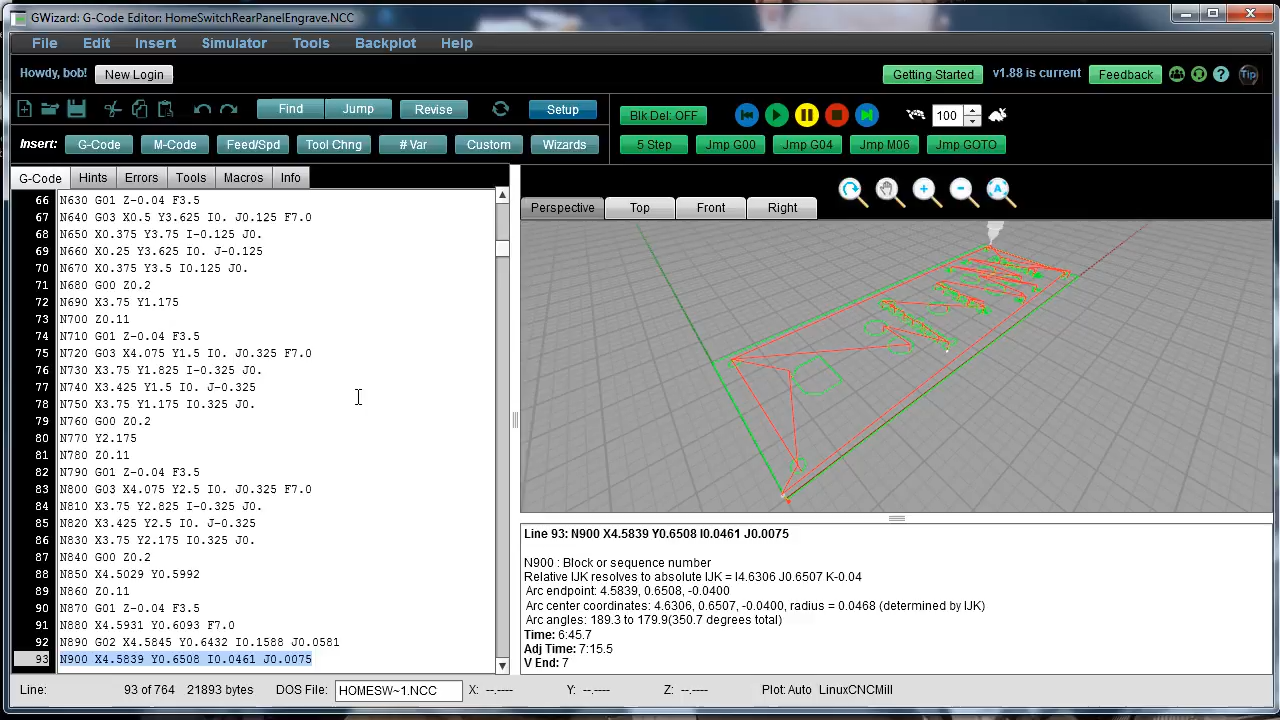 GWizard: G-Code Editor: HomeSwitchRearPanelEngrave.NCC
File Edit Insert Simulator Tools Backplot Help
Howdy, bob! New Login Getting Started v1.88 is current Feedback ? Tip
Find Jump Revise Setup Blk Del: OFF 100
Insert: G-Code M-Code Feed/Spd Tool Chng # Var Custom Wizards 5 Step Jmp G00 Jmp G04 Jmp M06 Jmp GOTO
G-Code Hints Errors Tools Macros Info
Perspective Top Front Right
66 N630 G01 Z-0.04 F3.5
67 N640 G03 X0.5 Y3.625 I0. J0.125 F7.0
68 N650 X0.375 Y3.75 I-0.125 J0.
69 N660 X0.25 Y3.625 I0. J-0.125
70 N670 X0.375 Y3.5 I0.125 J0.
71 N680 G00 Z0.2
72 N690 X3.75 Y1.175
73 N700 Z0.11
74 N710 G01 Z-0.04 F3.5
75 N720 G03 X4.075 Y1.5 I0. J0.325 F7.0
76 N730 X3.75 Y1.825 I-0.325 J0.
77 N740 X3.425 Y1.5 I0. J-0.325
78 N750 X3.75 Y1.175 I0.325 J0.
79 N760 G00 Z0.2
80 N770 Y2.175
81 N780 Z0.11
82 N790 G01 Z-0.04 F3.5
83 N800 G03 X4.075 Y2.5 I0. J0.325 F7.0
84 N810 X3.75 Y2.825 I-0.325 J0.
85 N820 X3.425 Y2.5 I0. J-0.325
86 N830 X3.75 Y2.175 I0.325 J0.
87 N840 G00 Z0.2
88 N850 X4.5029 Y0.5992
89 N860 Z0.11
90 N870 G01 Z-0.04 F3.5
91 N880 X4.5931 Y0.6093 F7.0
92 N890 G02 X4.5845 Y0.6432 I0.1588 J0.0581
93 N900 X4.5839 Y0.6508 I0.0461 J0.0075
Line 93: N900 X4.5839 Y0.6508 I0.0461 J0.0075
N900 : Block or sequence number
Relative IJK resolves to absolute IJK = I4.6306 J0.6507 K-0.04
Arc endpoint: 4.5839, 0.6508, -0.0400
Arc center coordinates: 4.6306, 0.6507, -0.0400, radius = 0.0468 (determined by IJK)
Arc angles: 189.3 to 179.9(350.7 degrees total)
Time: 6:45.7
Adj Time: 7:15.5
V End: 7
Line: 93 of 764 21893 bytes DOS File: HOMESW~1.NCC X: --.---- Y: --.---- Z: --.---- Plot: Auto LinuxCNCMill